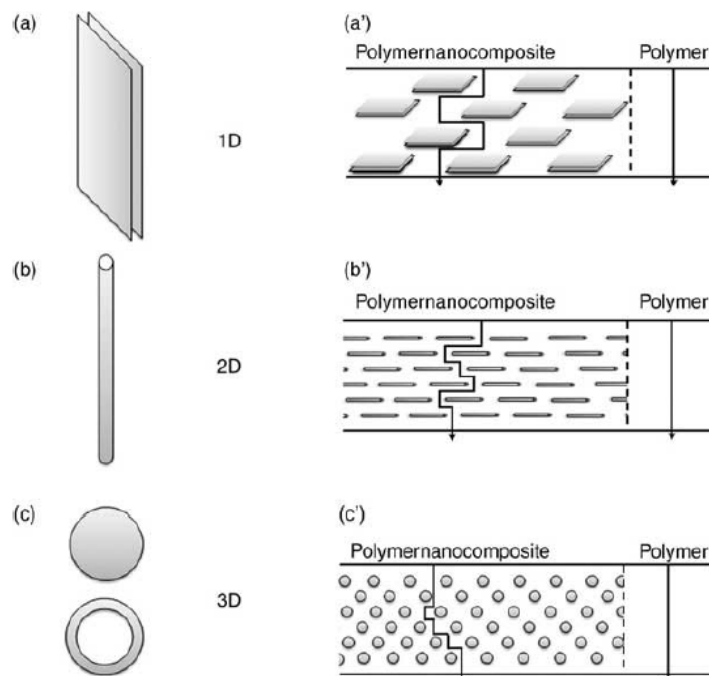 (a)
(a')
Polymernanocomposite Polymer
1D
(b)
(b')
Polymernanocomposite Polymer
2D
(c)
(c')
Polymernanocomposite Polymer
3D